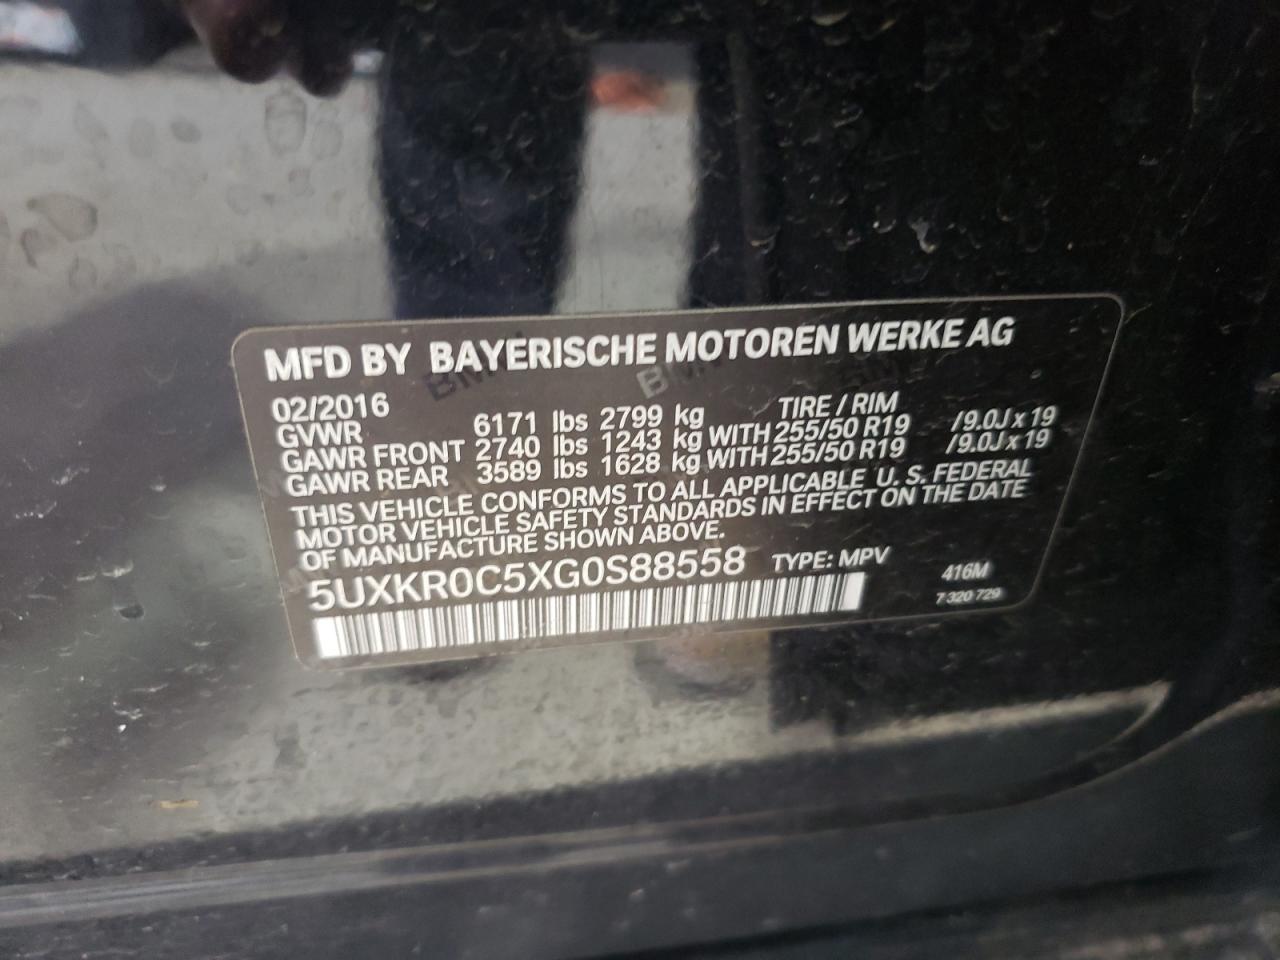 MFD BY BAYERISCHE MOTOREN WERKE AG
02/2016 TIRE / RIM
GVWR 6171 lbs 2799 kg
GAWR FRONT 2740 lbs 1243 kg WITH 255/50 R19 /9.0J x 19
GAWR REAR 3589 lbs 1628 kg WITH 255/50 R19 /9.0J x 19
THIS VEHICLE CONFORMS TO ALL APPLICABLE U. S. FEDERAL
MOTOR VEHICLE SAFETY STANDARDS IN EFFECT ON THE DATE
OF MANUFACTURE SHOWN ABOVE.
5UXKR0C5XG0S88558 TYPE: MPV
416M
7 320 729